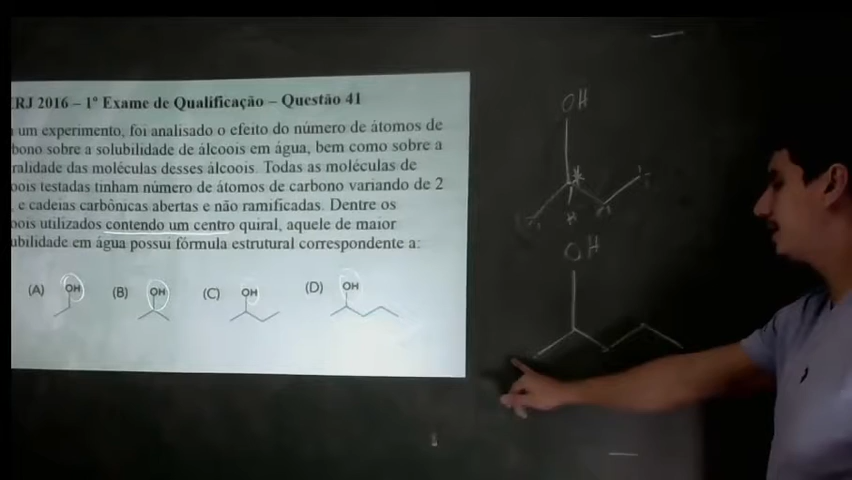 RJ 2016 – 1º Exame de Qualificação – Questão 41
um experimento, foi analisado o efeito do número de átomos de
bono sobre a solubilidade de álcoois em água, bem como sobre a
ralidade das moléculas desses álcoois. Todas as moléculas de
oois testadas tinham número de átomos de carbono variando de 2
, e cadeias carbônicas abertas e não ramificadas. Dentre os
oois utilizados contendo um centro quiral, aquele de maior
ubilidade em água possui fórmula estrutural correspondente a:
(A) OH (B) OH (C) OH (D) OH
OH
*
H
OH